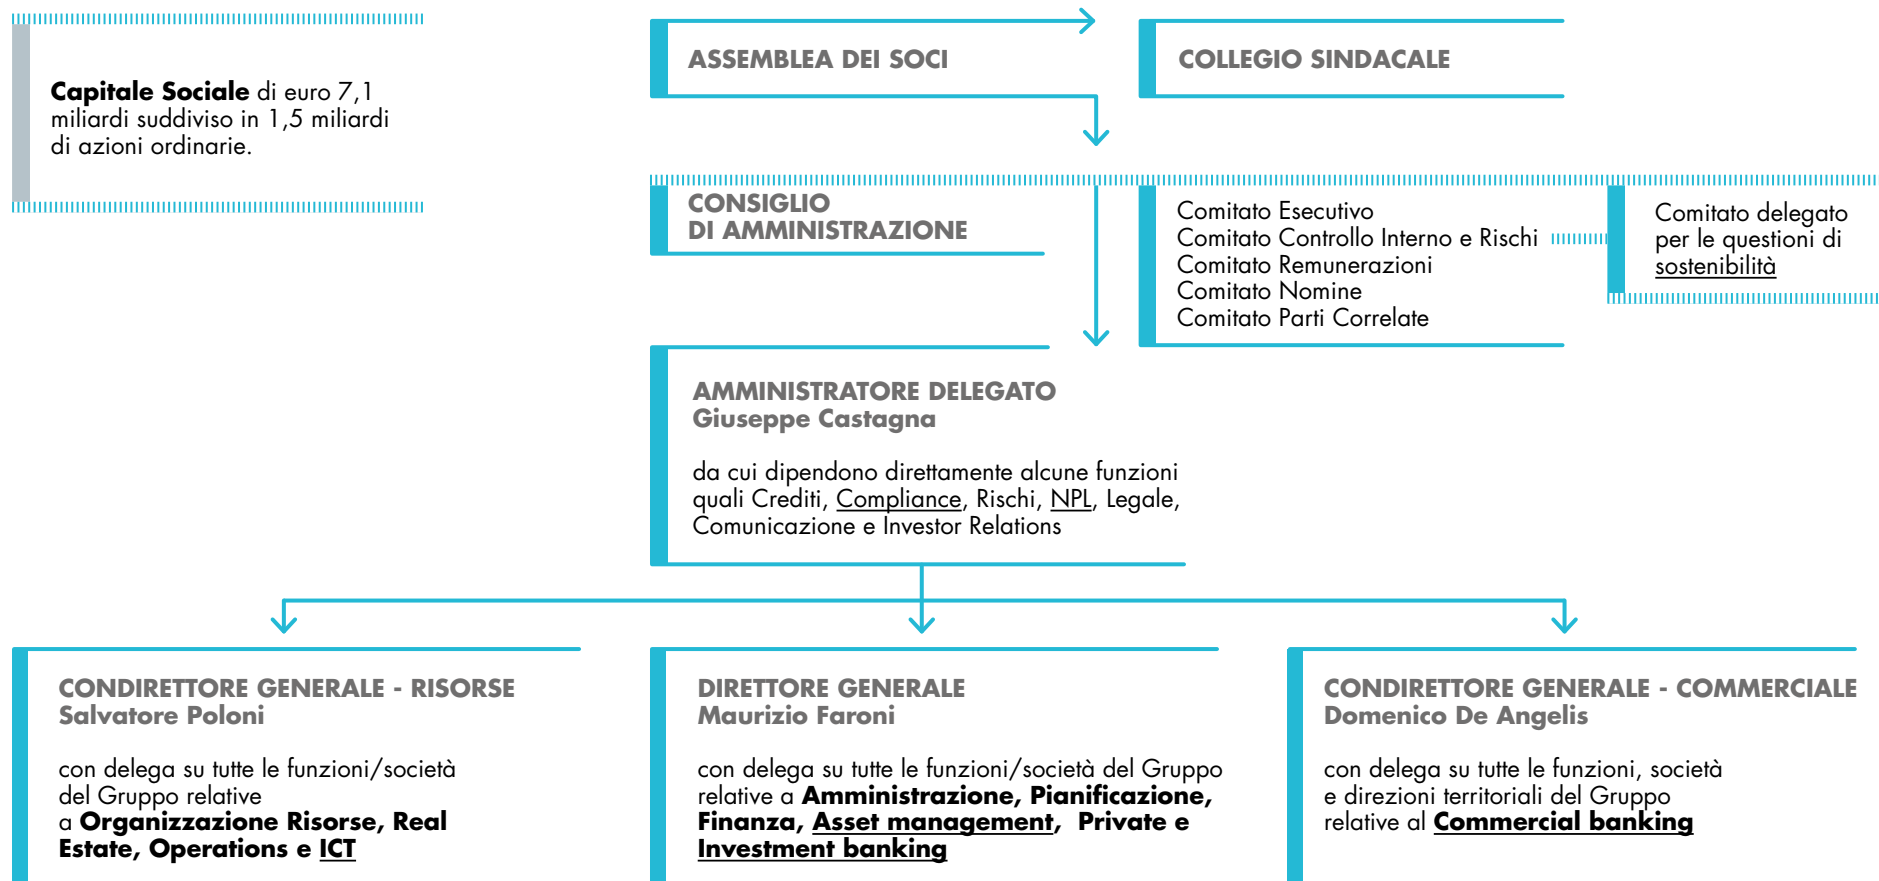 Capitale Sociale di euro 7,1
miliardi suddiviso in 1,5 miliardi
di azioni ordinarie.
ASSEMBLEA DEI SOCI
COLLEGIO SINDACALE
CONSIGLIO
DI AMMINISTRAZIONE
Comitato Esecutivo
Comitato Controllo Interno e Rischi
Comitato Remunerazioni
Comitato Nomine
Comitato Parti Correlate
Comitato delegato
per le questioni di
sostenibilità
AMMINISTRATORE DELEGATO
Giuseppe Castagna
da cui dipendono direttamente alcune funzioni
quali Crediti, Compliance, Rischi, NPL, Legale,
Comunicazione e Investor Relations
CONDIRETTORE GENERALE - RISORSE
Salvatore Poloni
con delega su tutte le funzioni/società
del Gruppo relative
a Organizzazione Risorse, Real
Estate, Operations e ICT
DIRETTORE GENERALE
Maurizio Faroni
con delega su tutte le funzioni/società del Gruppo
relative a Amministrazione, Pianificazione,
Finanza, Asset management, Private e
Investment banking
CONDIRETTORE GENERALE - COMMERCIALE
Domenico De Angelis
con delega su tutte le funzioni, società
e direzioni territoriali del Gruppo
relative al Commercial banking